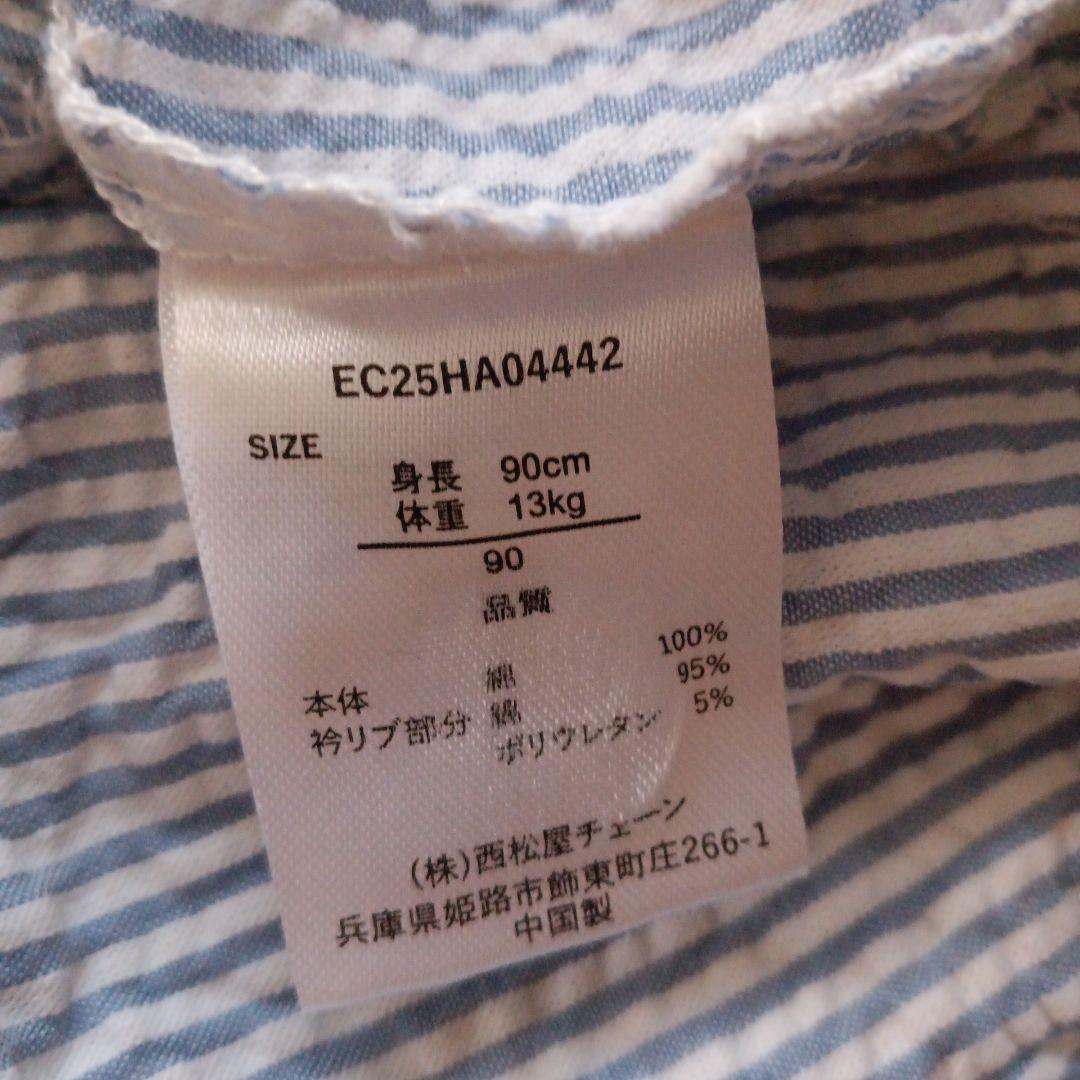 EC25HA04442
SIZE
身長 90cm
体重 13kg
90
品質
本体 綿 100%
衿リブ部分 綿 95%
ポリウレタン 5%
(株)西松屋チェーン
兵庫県姫路市飾東町庄266-1
中国製